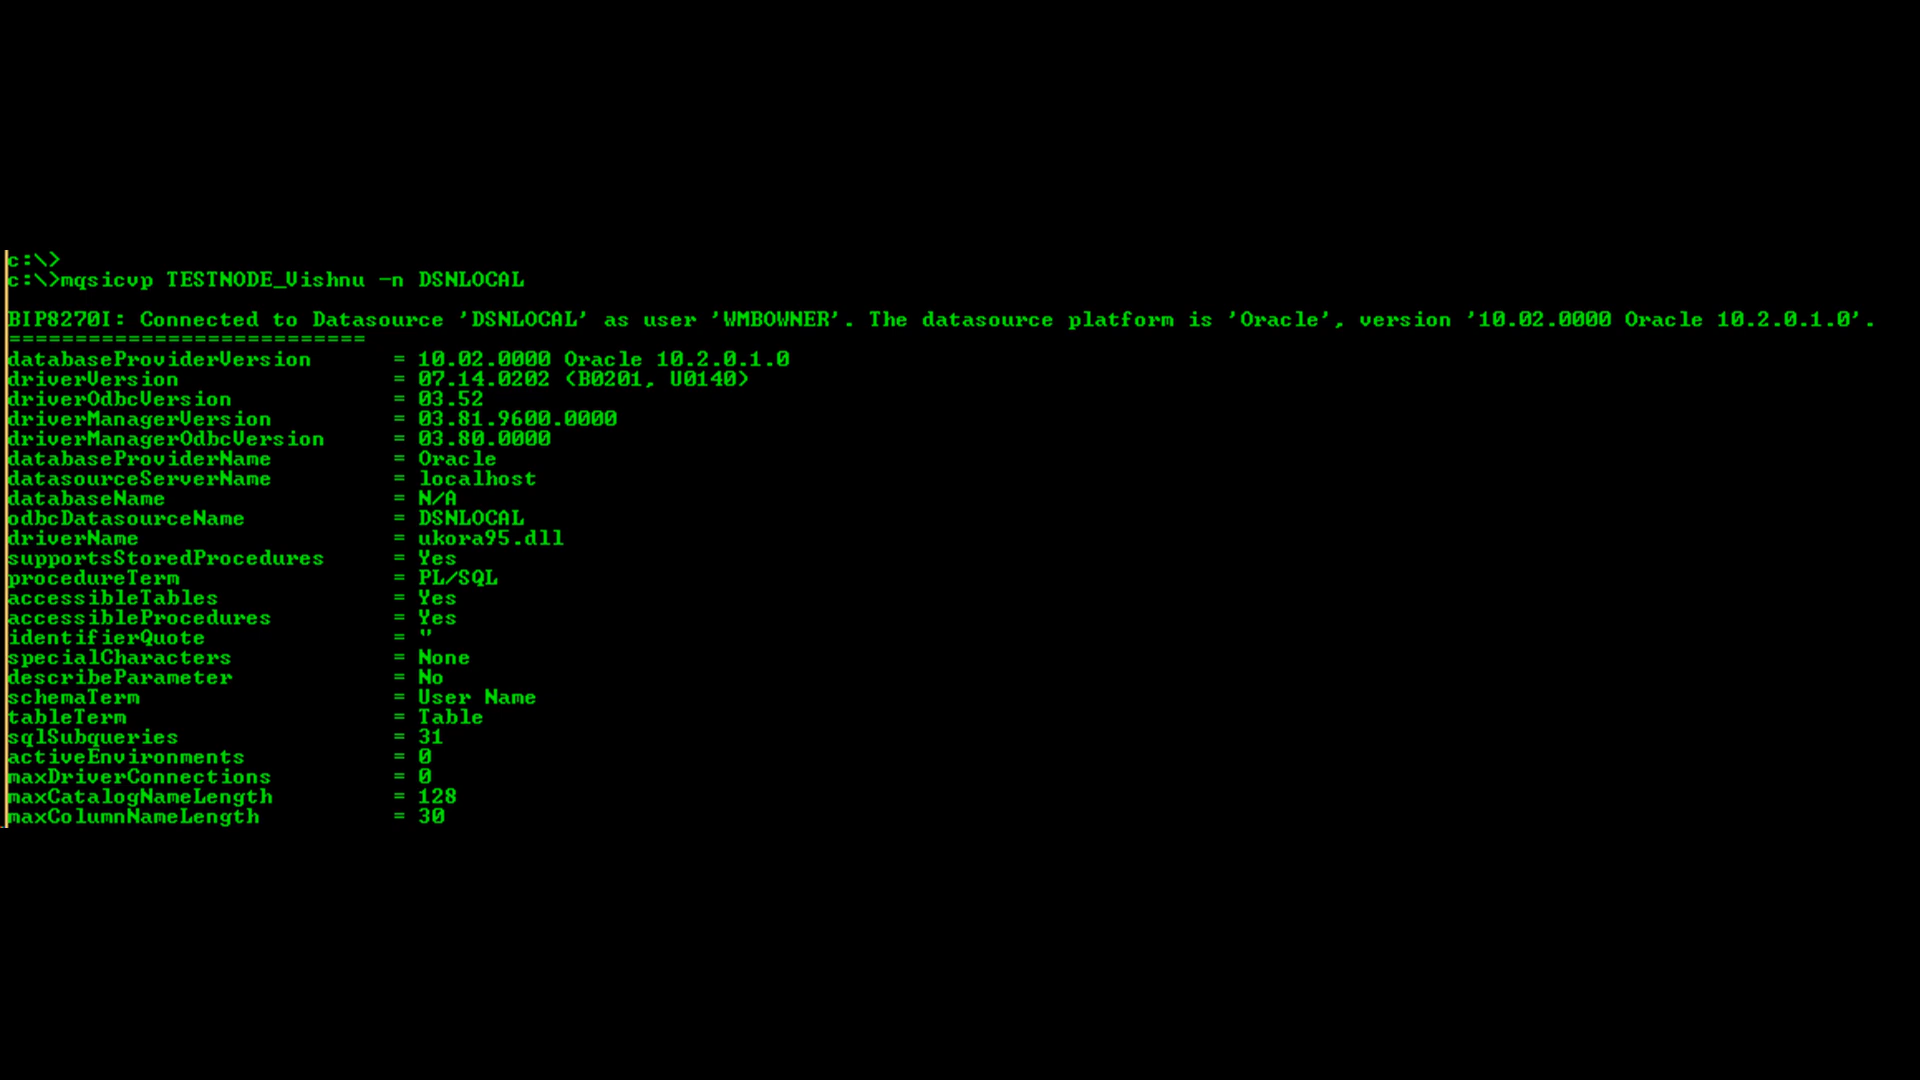 c:\>
c:\>mqsicvp TESTNODE_Vishnu -n DSNLOCAL
BIP8270I: Connected to Datasource 'DSNLOCAL' as user 'WMBOWNER'. The datasource platform is 'Oracle', version '10.02.0000 Oracle 10.2.0.1.0'.
===========================
databaseProviderVersion = 10.02.0000 Oracle 10.2.0.1.0
driverVersion = 07.14.0202 (B0201, U0140)
driverOdbcVersion = 03.52
driverManagerVersion = 03.81.9600.0000
driverManagerOdbcVersion = 03.80.0000
databaseProviderName = Oracle
datasourceServerName = localhost
databaseName = N/A
odbcDatasourceName = DSNLOCAL
driverName = ukora95.dll
supportsStoredProcedures = Yes
procedureTerm = PL/SQL
accessibleTables = Yes
accessibleProcedures = Yes
identifierQuote = "
specialCharacters = None
describeParameter = No
schemaTerm = User Name
tableTerm = Table
sqlSubqueries = 31
activeEnvironments = 0
maxDriverConnections = 0
maxCatalogNameLength = 128
maxColumnNameLength = 30